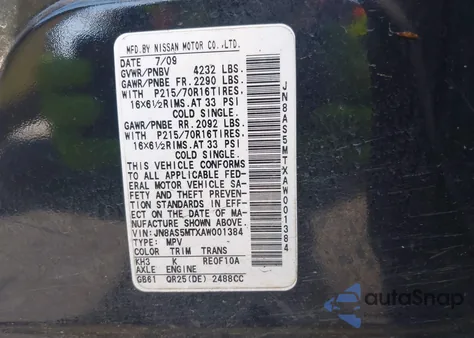 MFD.BY NISSAN MOTOR CO.,LTD.
DATE 7/09
GVWR/PNBV 4232 LBS.
GAWR/PNBE FR.2290 LBS.
WITH P215/70R16TIRES,
16X6½RIMS.AT 33 PSI
COLD SINGLE.
GAWR/PNBE RR.2092 LBS.
WITH P215/70R16TIRES,
16X6½RIMS.AT 33 PSI
COLD SINGLE.
THIS VEHICLE CONFORMS
TO ALL APPLICABLE FED-
ERAL MOTOR VEHICLE SA-
FETY AND THEFT PREVEN-
TION STANDARDS IN EF-
FECT ON THE DATE OF MA-
NUFACTURE SHOWN ABOVE.
VIN:JN8AS5MTXAW001384
TYPE: MPV
COLOR TRIM TRANS
KH3 K RE0F10A
AXLE ENGINE
GB61 QR25(DE) 2488CC
JN8AS5MTXAW001384
autoSnap